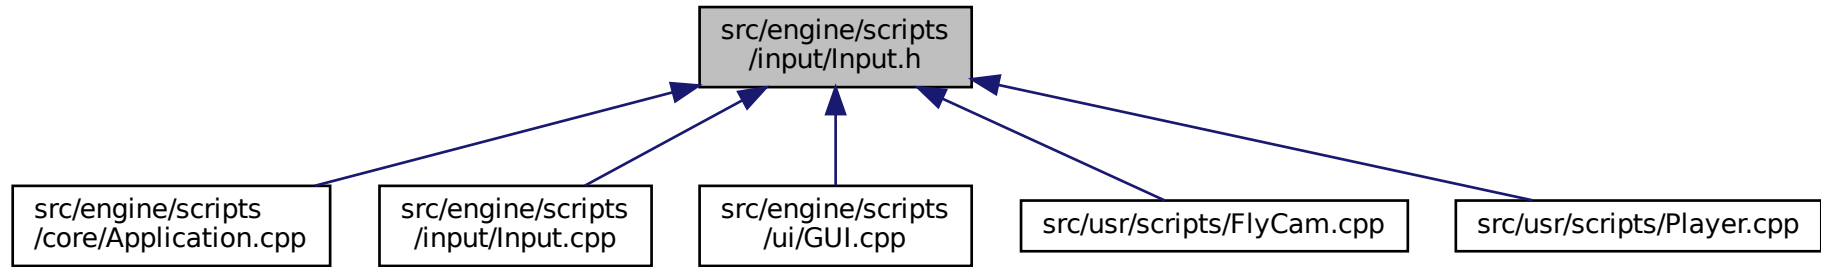 src/engine/scripts
/input/Input.h
src/engine/scripts
/core/Application.cpp
src/engine/scripts
/input/Input.cpp
src/engine/scripts
/ui/GUI.cpp
src/usr/scripts/FlyCam.cpp
src/usr/scripts/Player.cpp